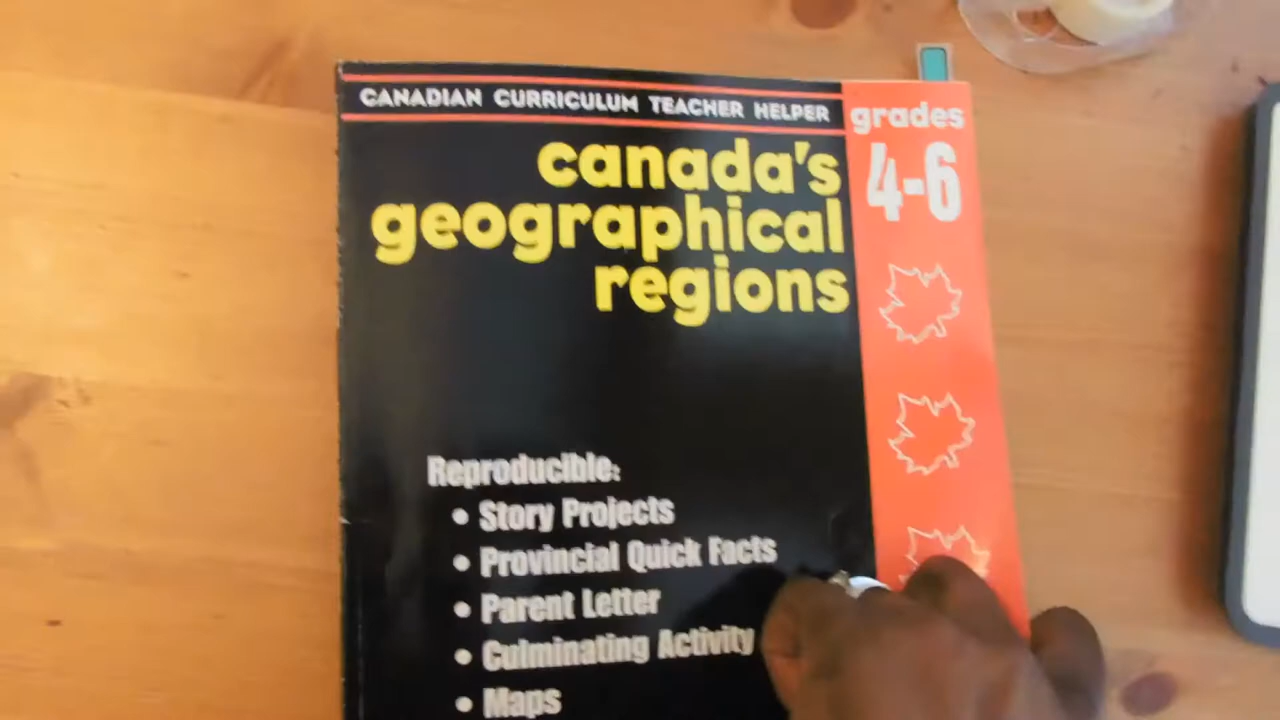 CANADIAN CURRICULUM TEACHER HELPER
grades
4-6
canada's
geographical
regions
Reproducible:
• Story Projects
• Provincial Quick Facts
• Parent Letter
• Culminating Activity
• Maps